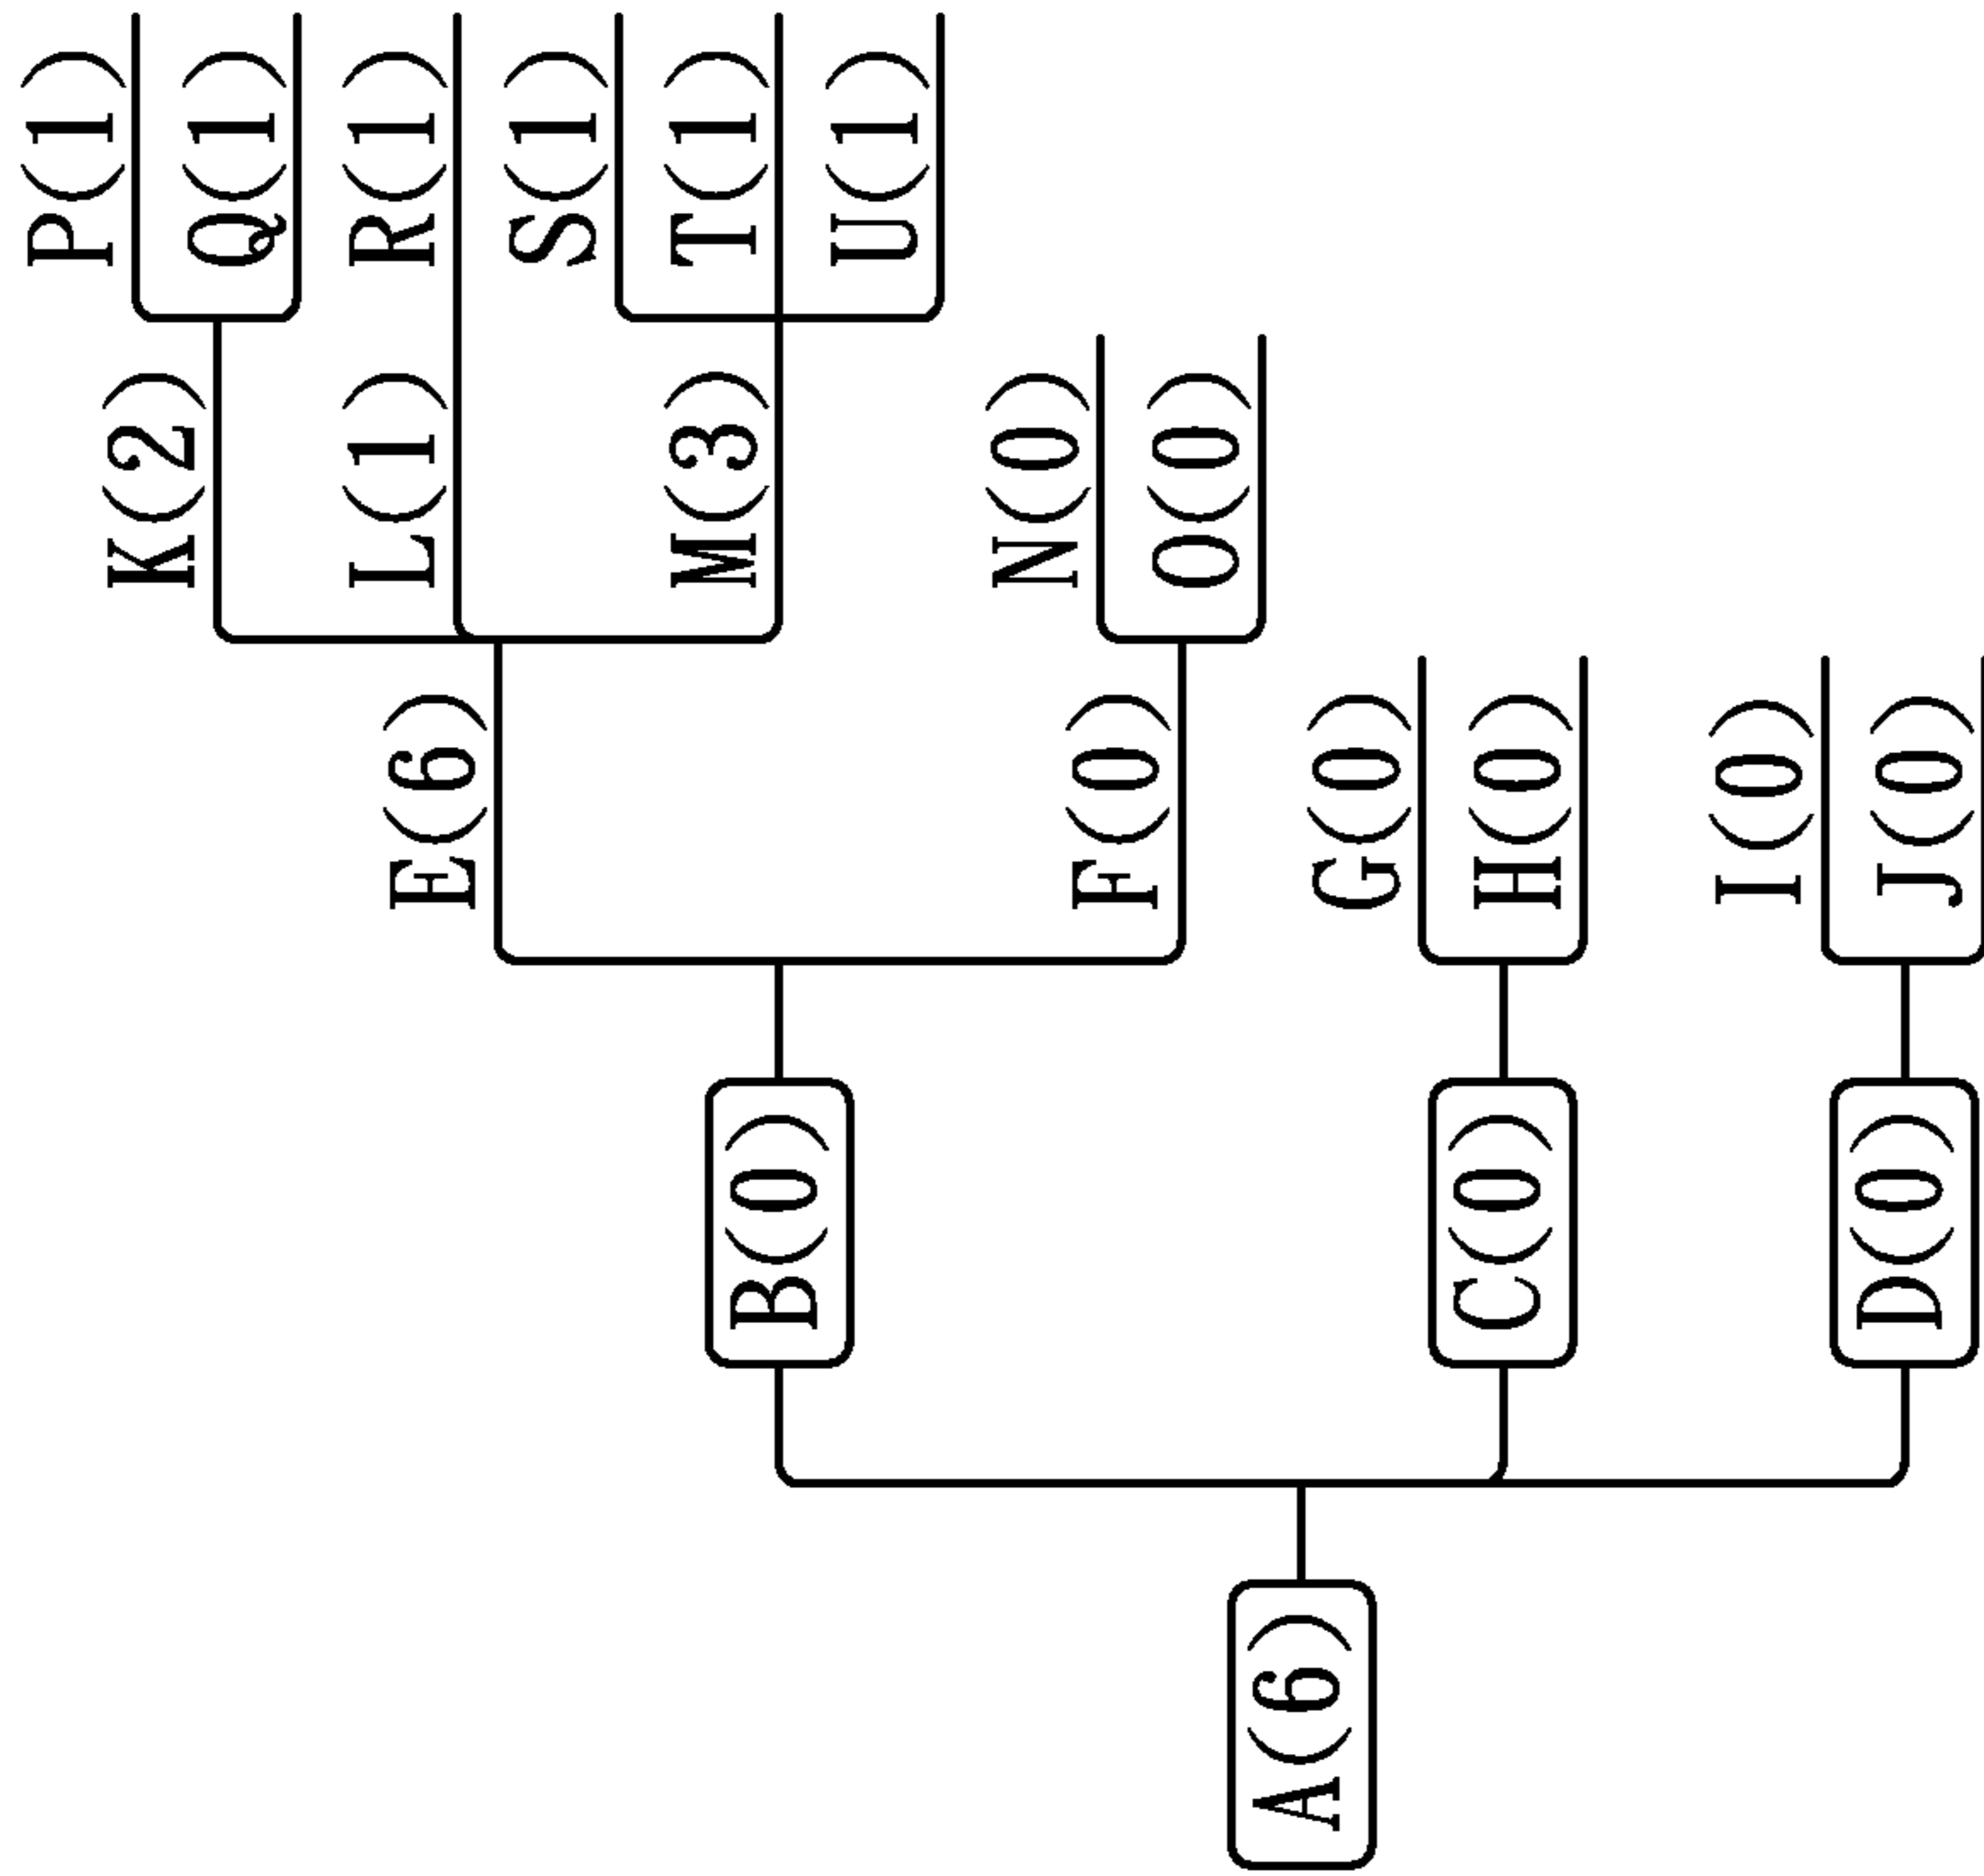 A(6)
B(0)
C(0)
D(0)
E(6)
F(0)
G(0)
H(0)
I(0)
J(0)
K(2)
L(1)
M(3)
N(0)
O(0)
P(1)
Q(1)
R(1)
S(1)
T(1)
U(1)